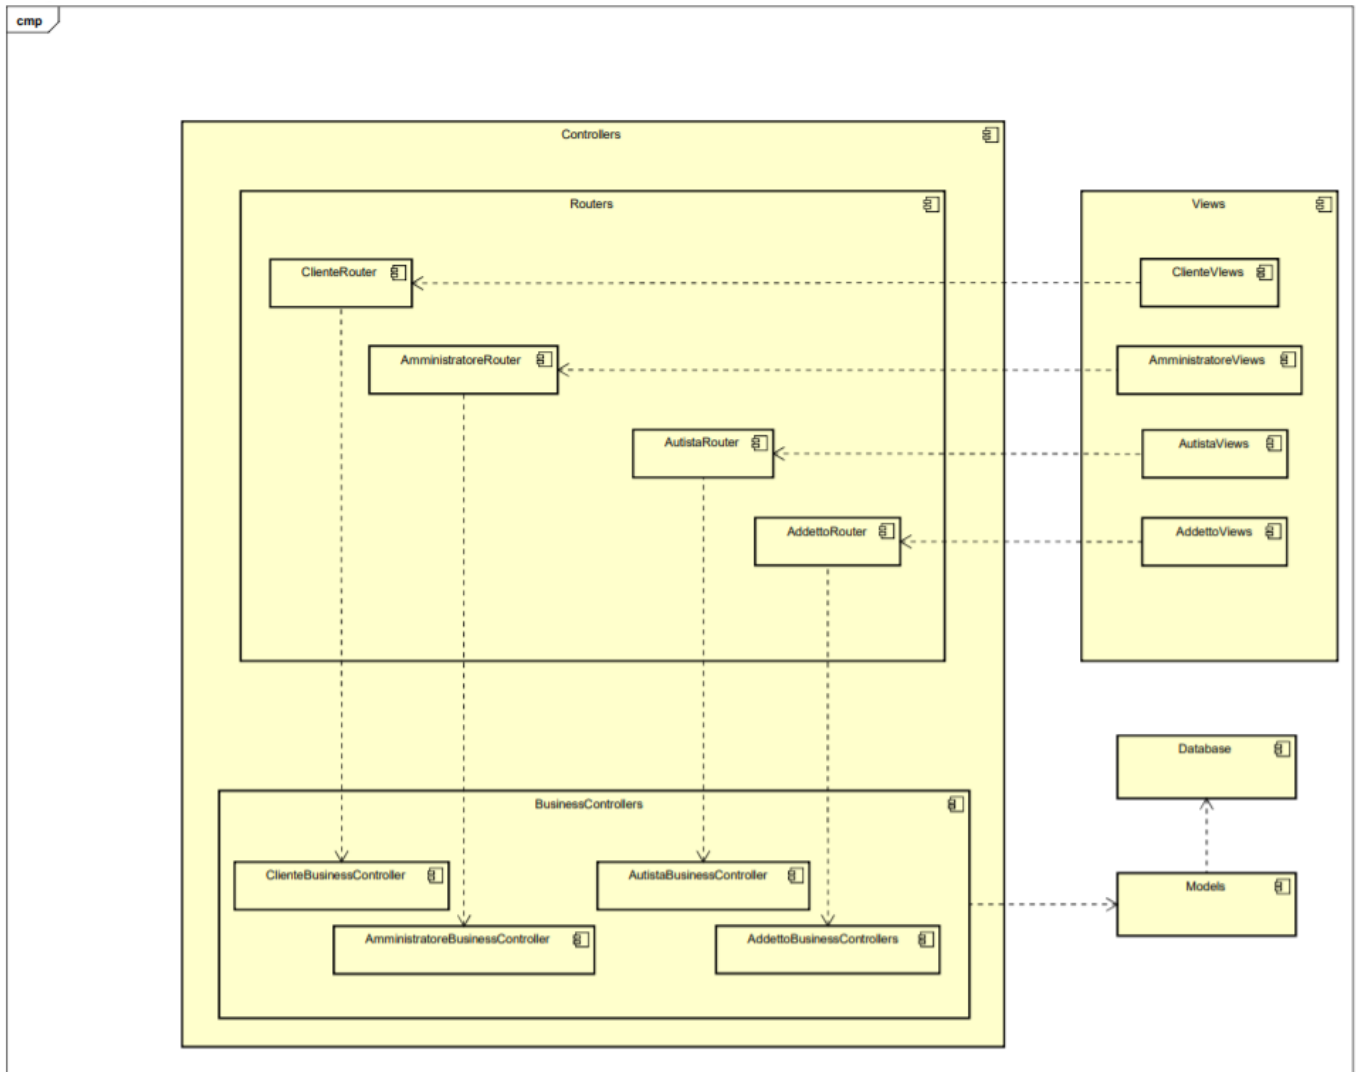 cmp
Controllers
Routers
Views
ClienteRouter
ClienteVIews
AmministratoreRouter
AmministratoreViews
AutistaRouter
AutistaViews
AddettoRouter
AddettoViews
Database
BusinessControllers
ClienteBusinessController
AutistaBusinessController
Models
AmministratoreBusinessController
AddettoBusinessControllers